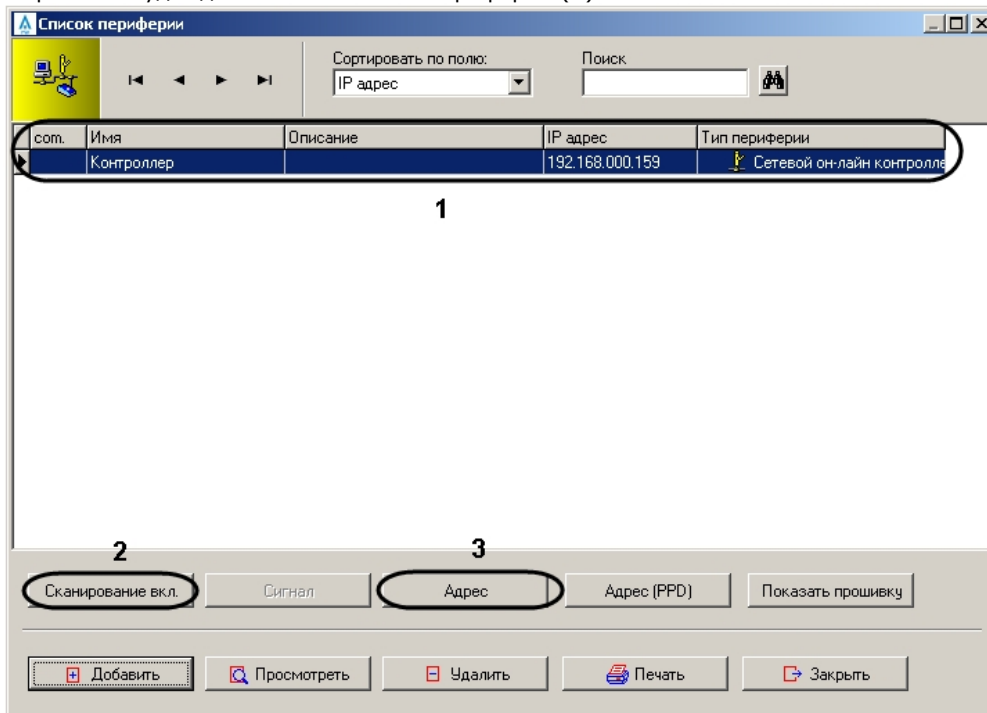 Список периферии
Сортировать по полю:
Поиск
IP адрес
com.
Имя
Описание
IP адрес
Тип периферии
Контроллер
192.168.000.159
Сетевой он-лайн контролле
1
2
3
Сканирование вкл.
Сигнал
Адрес
Адрес (PPD)
Показать прошивку
Добавить
Просмотреть
Удалить
Печать
Закрыть